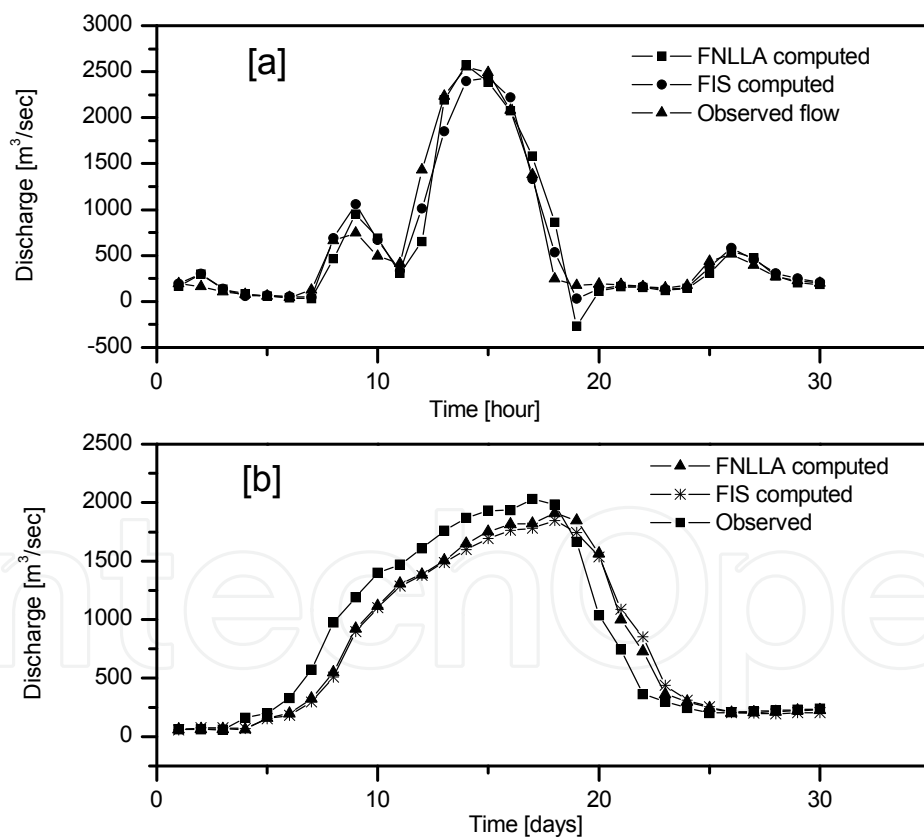 [a]
FNLLA computed
FIS computed
Observed flow
Discharge [m³/sec]
3000
2500
2000
1500
1000
500
0
-500
0 10 20 30
Time [hour]
[b]
FNLLA computed
FIS computed
Observed
Discharge [m³/sec]
2500
2000
1500
1000
500
0
0 10 20 30
Time [days]
ntechOpe